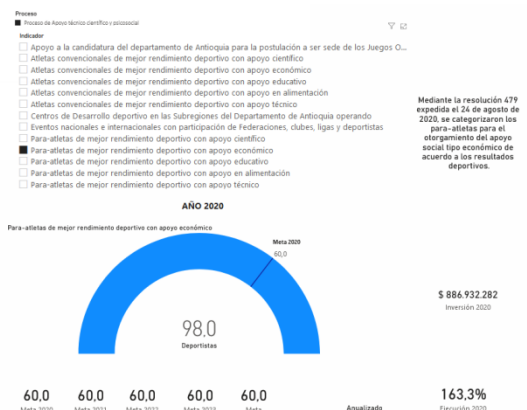 Proceso
Proceso de Apoyo técnico científico y psicosocial
Indicador
Apoyo a la candidatura del departamento de Antioquia para la postulación a ser sede de los Juegos O...
Atletas convencionales de mejor rendimiento deportivo con apoyo científico
Atletas convencionales de mejor rendimiento deportivo con apoyo económico
Atletas convencionales de mejor rendimiento deportivo con apoyo educativo
Atletas convencionales de mejor rendimiento deportivo con apoyo en alimentación
Atletas convencionales de mejor rendimiento deportivo con apoyo técnico
Centros de Desarrollo deportivo en las Subregiones del Departamento de Antioquia operando
Eventos nacionales e internacionales con participación de Federaciones, clubes, ligas y deportistas
Para-atletas de mejor rendimiento deportivo con apoyo científico
Para-atletas de mejor rendimiento deportivo con apoyo económico
Para-atletas de mejor rendimiento deportivo con apoyo educativo
Para-atletas de mejor rendimiento deportivo con apoyo en alimentación
Para-atletas de mejor rendimiento deportivo con apoyo técnico
Mediante la resolución 479
expedida el 24 de agosto de
2020, se categorizaron los
para-atletas para el
otorgamiento del apoyo
social tipo económico de
acuerdo a los resultados
deportivos.
AÑO 2020
Para-atletas de mejor rendimiento deportivo con apoyo económico
Meta 2020
60,0
98,0
Deportistas
$ 886.932.282
Inversión 2020
60,0 60,0 60,0 60,0 60,0
Meta 2020 Meta 2021 Meta 2022 Meta 2023 Meta
Anualizado
163,3%
Ejecución 2020